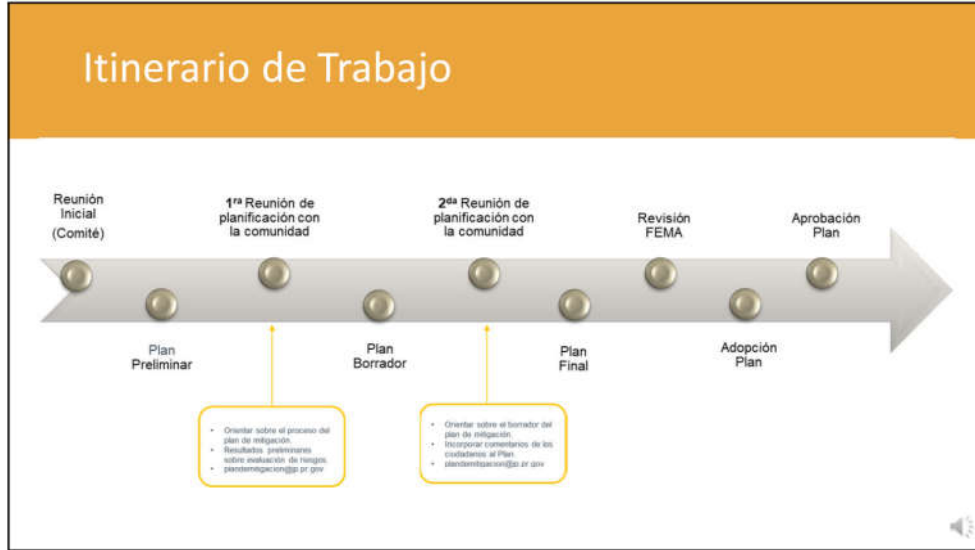 Itinerario de Trabajo
Reunión
Inicial
(Comité)
1ra Reunión de
planificación con
la comunidad
2da Reunión de
planificación con
la comunidad
Revisión
FEMA
Aprobación
Plan
Plan
Preliminar
Plan
Borrador
Plan
Final
Adopción
Plan
• Orientar sobre el proceso del
plan de mitigación.
• Resultados preliminares
sobre evaluación de riesgos.
• plandemitigacion@jp.pr.gov
• Orientar sobre el borrador del
plan de mitigación.
• Incorporar comentarios de los
ciudadanos al Plan.
• plandemitigacion@jp.pr.gov